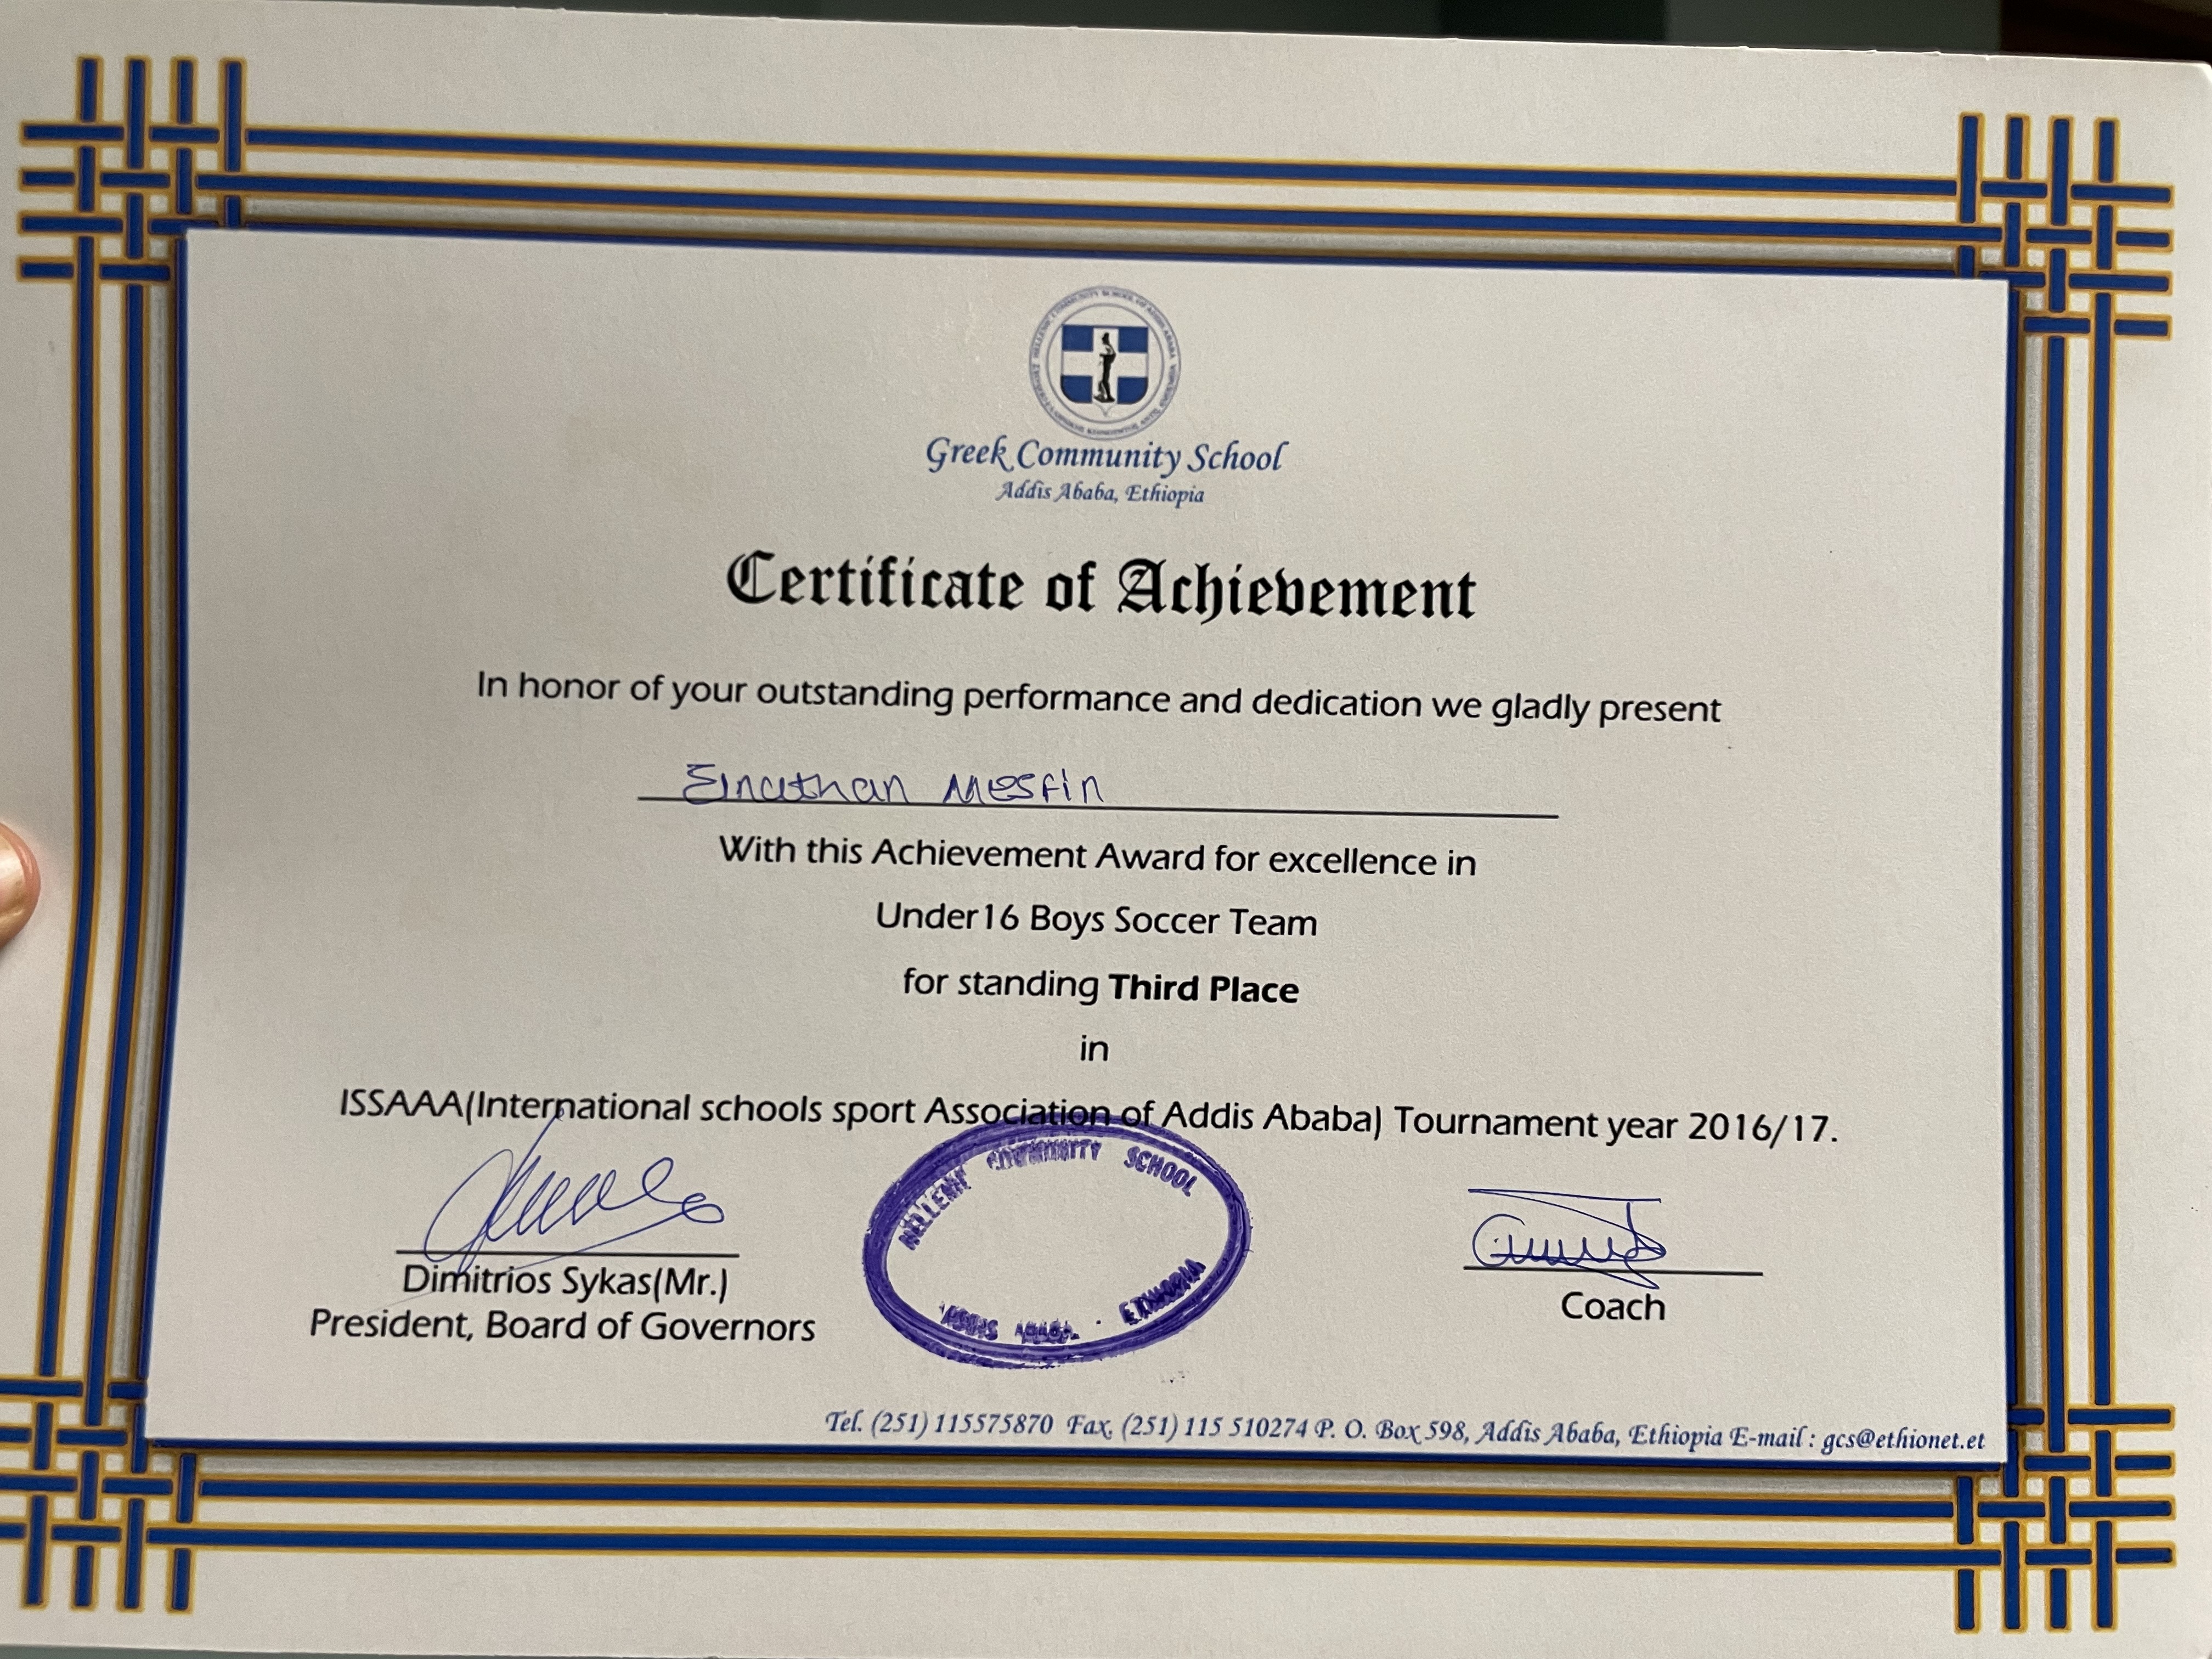 Greek Community School
Addis Ababa, Ethiopia
Certificate of Achievement
In honor of your outstanding performance and dedication we gladly present
Elnathan Mesfin
With this Achievement Award for excellence in
Under16 Boys Soccer Team
for standing Third Place
in
ISSAAA(International schools sport Association of Addis Ababa) Tournament year 2016/17.
HELLENIC COMMUNITY SCHOOL
ADDIS ABABA · ETHIOPIA
Dimitrios Sykas(Mr.)
President, Board of Governors
Coach
Tel. (251) 115575870 Fax. (251) 115 510274 P. O. Box 598, Addis Ababa, Ethiopia E-mail : gcs@ethionet.et